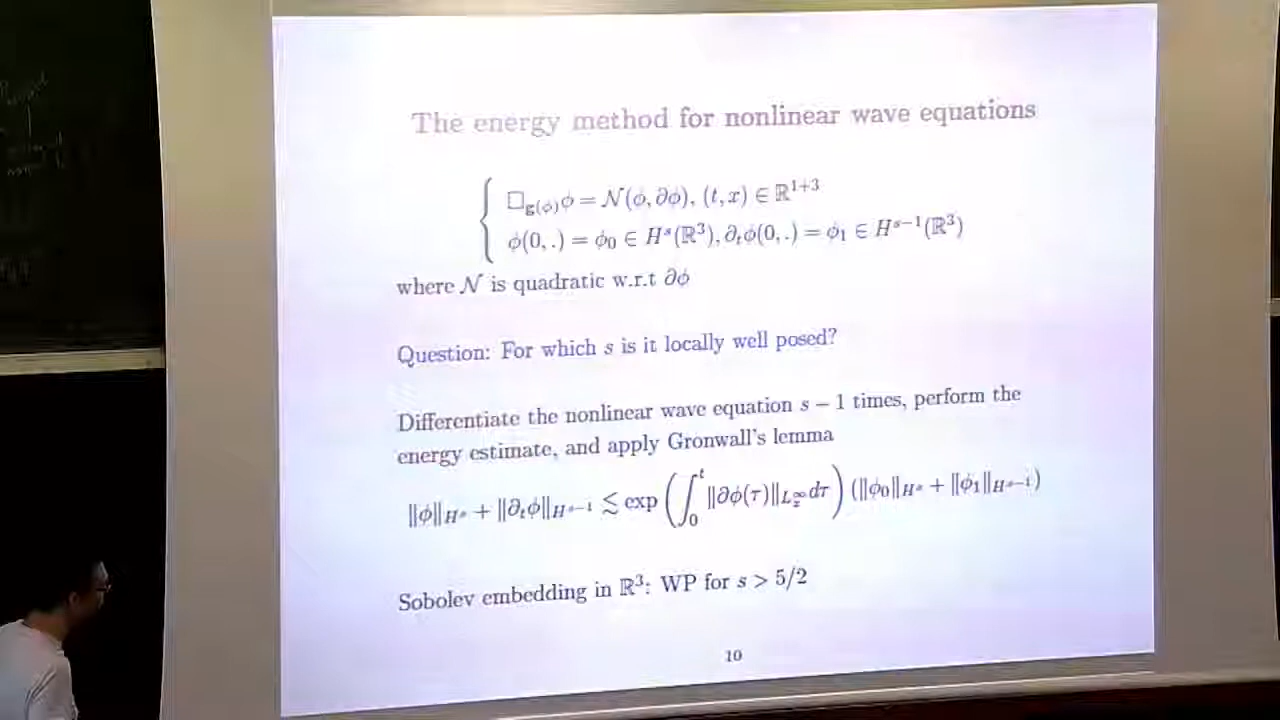 The energy method for nonlinear wave equations
□_{g(ϕ)}ϕ = 𝒩(ϕ, ∂ϕ), (t, x) ∈ ℝ^{1+3}
ϕ(0, .) = ϕ₀ ∈ H^s(ℝ³), ∂_tϕ(0, .) = ϕ₁ ∈ H^{s−1}(ℝ³)
where 𝒩 is quadratic w.r.t ∂ϕ
Question: For which s is it locally well posed?
Differentiate the nonlinear wave equation s − 1 times, perform the
energy estimate, and apply Gronwall's lemma
‖ϕ‖_{H^s} + ‖∂_tϕ‖_{H^{s−1}} ≲ exp (∫₀^t ‖∂ϕ(τ)‖_{L_x^∞} dτ) (‖ϕ₀‖_{H^s} + ‖ϕ₁‖_{H^{s−1}})
Sobolev embedding in ℝ³: WP for s > 5/2
10